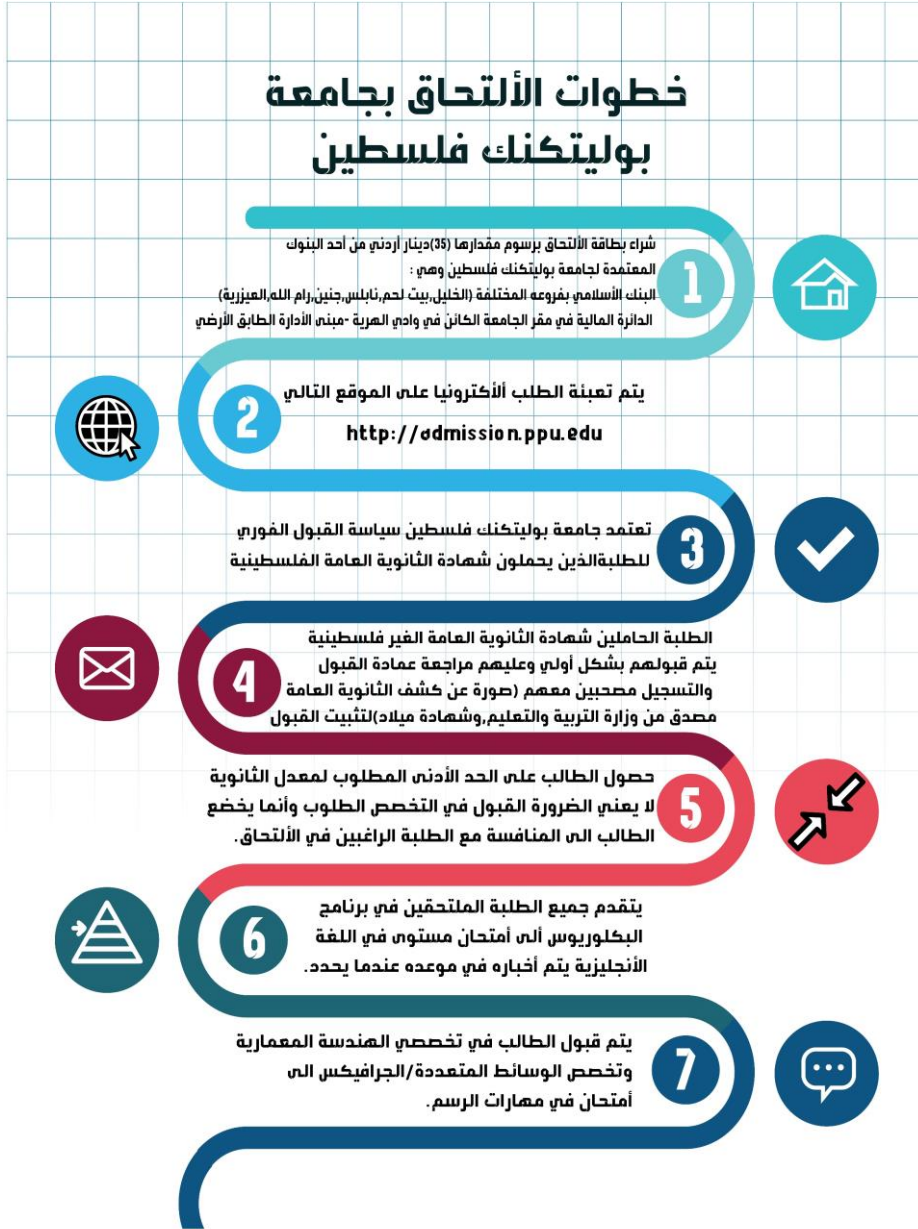 خطوات الألتحاق بجامعة
بوليتكنك فلسطين
شراء بطاقة الألتحاق برسوم مقدارها (35)دينار أردني من أحد البنوك
المعتمدة لجامعة بوليتكنك فلسطين وهي :
البنك الأسلامي بفروعه المختلفة (الخليل,بيت لحم,نابلس,جنين,رام الله,العيزرية)
الدائرة المالية في مقر الجامعة الكائن في وادي الهرية -مبنى الأدارة الطابق الأرضي
1
يتم تعبئة الطلب ألأكترونيا على الموقع التالي
http://admission.ppu.edu
2
تعتمد جامعة بوليتكنك فلسطين سياسة القبول الفوري
للطلبةالذين يحملون شهادة الثانوية العامة الفلسطينية
3
الطلبة الحاملين شهادة الثانوية العامة الغير فلسطينية
يتم قبولهم بشكل أولي وعليهم مراجعة عمادة القبول
والتسجيل مصحبين معهم (صورة عن كشف الثانوية العامة
مصدق من وزارة التربية والتعليم,وشهادة ميلاد)لتثبيت القبول
4
حصول الطالب على الحد الأدنى المطلوب لمعدل الثانوية
لا يعني الضرورة القبول في التخصص الطلوب وأنما يخضع
الطالب الى المنافسة مع الطلبة الراغبين في الألتحاق.
5
يتقدم جميع الطلبة الملتحقين في برنامج
البكلوريوس ألى أمتحان مستوى في اللغة
الأنجليزية يتم أخباره في موعده عندما يحدد.
6
يتم قبول الطالب في تخصصي الهندسة المعمارية
وتخصص الوسائط المتعددة/الجرافيكس الى
أمتحان في مهارات الرسم.
7